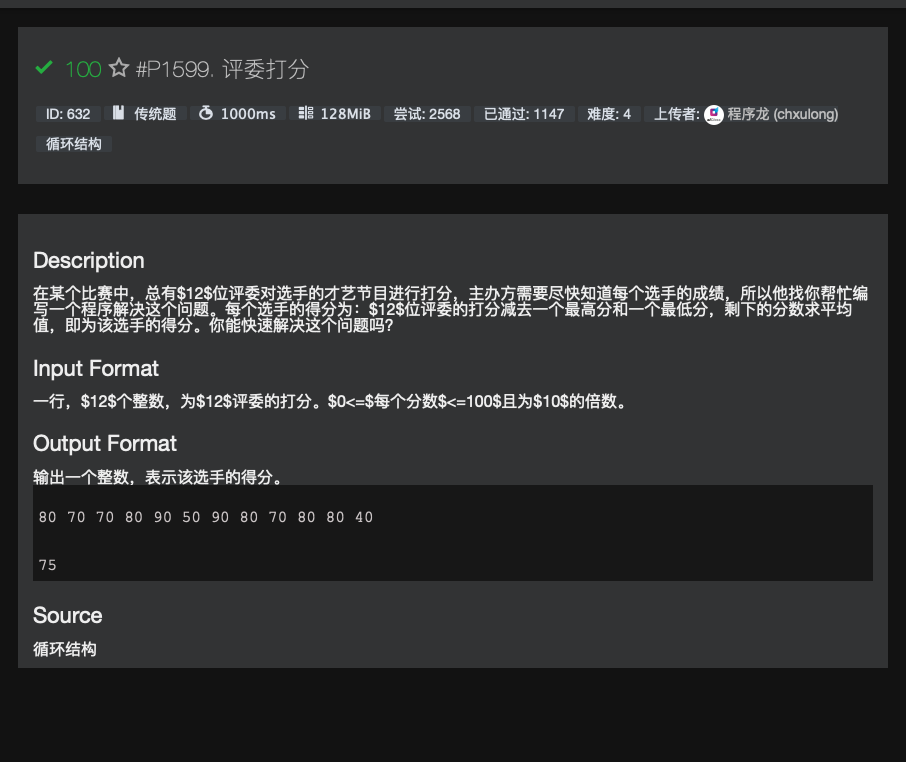 100 #P1599. 评委打分
ID: 632 传统题 1000ms 128MiB 尝试: 2568 已通过: 1147 难度: 4 上传者: 程序龙 (chxulong)
循环结构
Description
在某个比赛中，总有$12$位评委对选手的才艺节目进行打分，主办方需要尽快知道每个选手的成绩，所以他找你帮忙编
写一个程序解决这个问题。每个选手的得分为：$12$位评委的打分减去一个最高分和一个最低分，剩下的分数求平均
值，即为该选手的得分。你能快速解决这个问题吗？
Input Format
一行，$12$个整数，为$12$评委的打分。$0<=$每个分数$<=100$且为$10$的倍数。
Output Format
输出一个整数，表示该选手的得分。
80 70 70 80 90 50 90 80 70 80 80 40
75
Source
循环结构